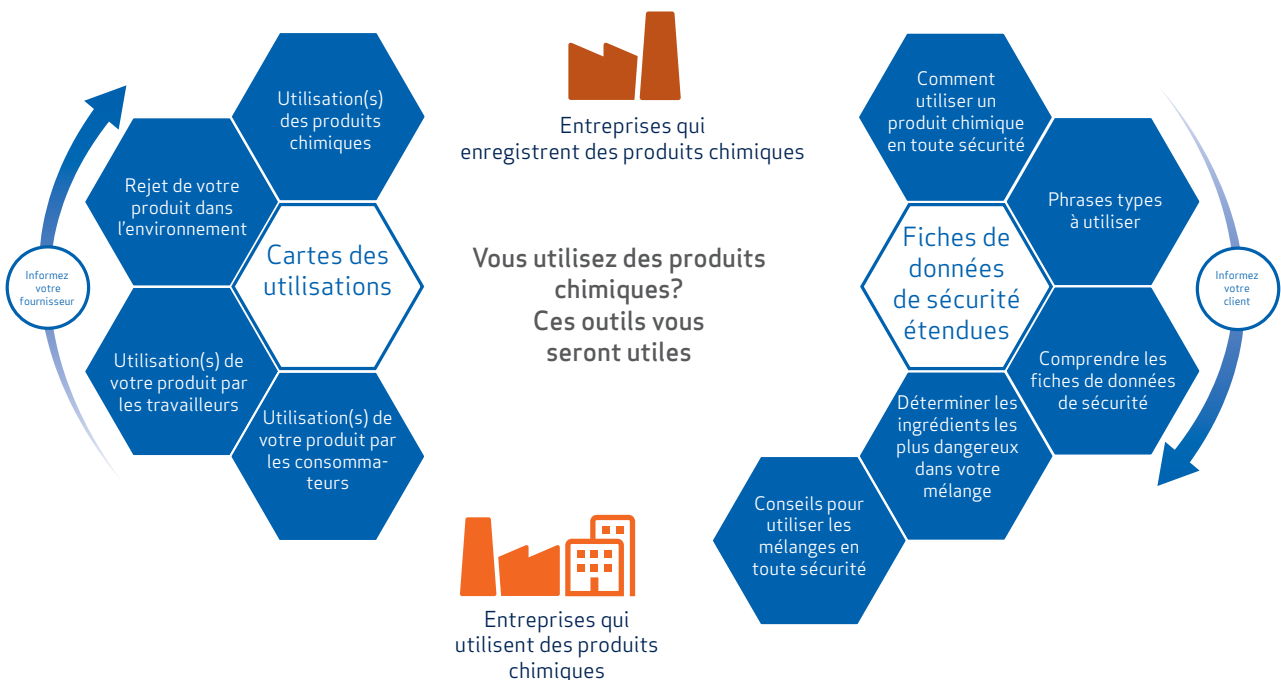 Utilisation(s)
des produits
chimiques
Rejet de votre
produit dans
l'environnement
Cartes des
utilisations
Informez
votre
fournisseur
Utilisation(s) de
votre produit par
les travailleurs
Utilisation(s) de
votre produit par
les consomma-
teurs
Entreprises qui
enregistrent des produits chimiques
Vous utilisez des produits
chimiques?
Ces outils vous
seront utiles
Entreprises qui
utilisent des produits
chimiques
Comment
utiliser un
produit chimique
en toute sécurité
Phrases types
à utiliser
Fiches de
données
de sécurité
étendues
Informez
votre
client
Comprendre les
fiches de données
de sécurité
Déterminer les
ingrédients les
plus dangereux
dans votre
mélange
Conseils pour
utiliser les
mélanges en
toute sécurité